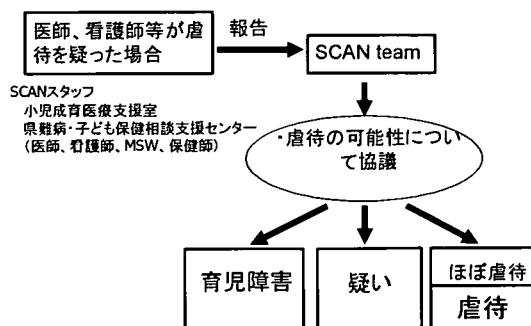 医師、看護師等が虐
待を疑った場合
報告
SCAN team
SCANスタッフ
小児成育医療支援室
県難病・子ども保健相談支援センター
(医師、看護師、MSW、保健師)
・虐待の可能性につい
て協議
育児障害
疑い
ほぼ虐待
虐待